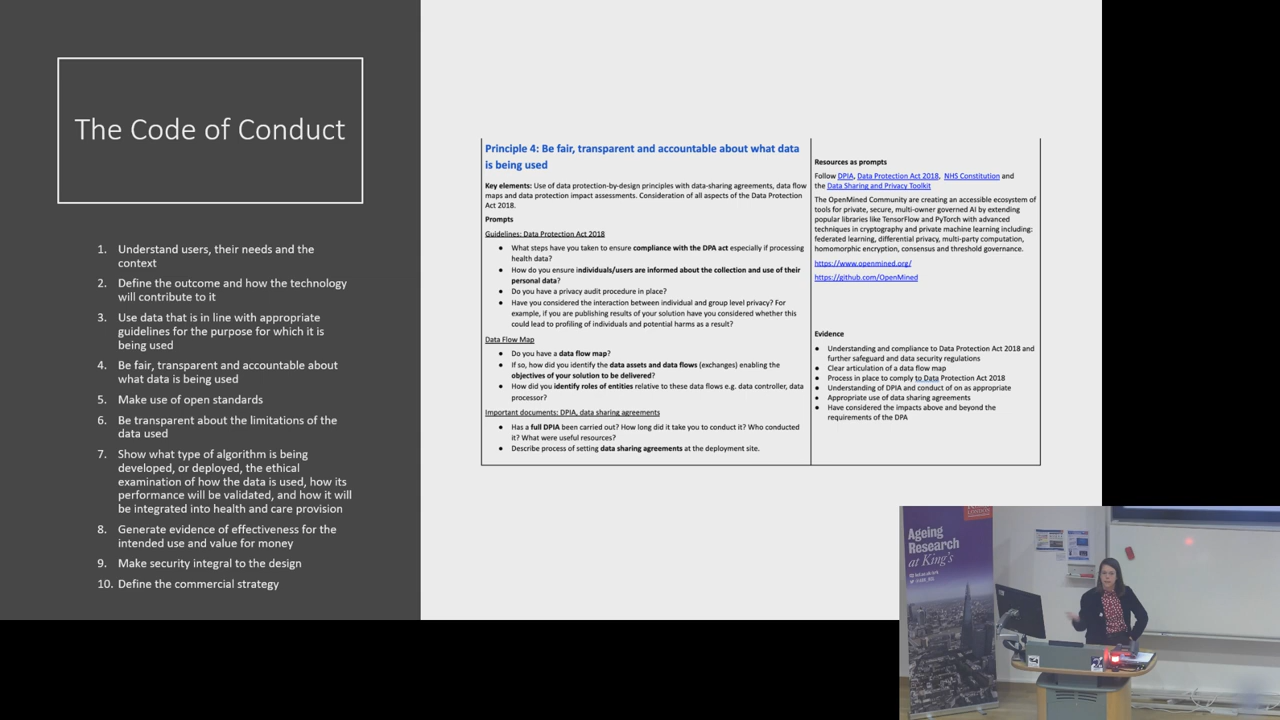 The Code of Conduct
1. Understand users, their needs and the
context
2. Define the outcome and how the technology
will contribute to it
3. Use data that is in line with appropriate
guidelines for the purpose for which it is
being used
4. Be fair, transparent and accountable about
what data is being used
5. Make use of open standards
6. Be transparent about the limitations of the
data used
7. Show what type of algorithm is being
developed, or deployed, the ethical
examination of how the data is used, how its
performance will be validated, and how it will
be integrated into health and care provision
8. Generate evidence of effectiveness for the
intended use and value for money
9. Make security integral to the design
10. Define the commercial strategy
Principle 4: Be fair, transparent and accountable about what data
is being used
Key elements: Use of data protection-by-design principles with data-sharing agreements, data flow
maps and data protection impact assessments. Consideration of all aspects of the Data Protection
Act 2018.
Prompts
Guidelines: Data Protection Act 2018
● What steps have you taken to ensure compliance with the DPA act especially if processing
health data?
● How do you ensure individuals/users are informed about the collection and use of their
personal data?
● Do you have a privacy audit procedure in place?
● Have you considered the interaction between individual and group level privacy? For
example, if you are publishing results of your solution have you considered whether this
could lead to profiling of individuals and potential harms as a result?
Data Flow Map
● Do you have a data flow map?
● If so, how did you identify the data assets and data flows (exchanges) enabling the
objectives of your solution to be delivered?
● How did you identify roles of entities relative to these data flows e.g. data controller, data
processor?
Important documents: DPIA, data sharing agreements
● Has a full DPIA been carried out? How long did it take you to conduct it? Who conducted
it? What were useful resources?
● Describe process of setting data sharing agreements at the deployment site.
Resources as prompts
Follow DPIA, Data Protection Act 2018, NHS Constitution and
the Data Sharing and Privacy Toolkit
The OpenMined Community are creating an accessible ecosystem of
tools for private, secure, multi-owner governed AI by extending
popular libraries like TensorFlow and PyTorch with advanced
techniques in cryptography and private machine learning including:
federated learning, differential privacy, multi-party computation,
homomorphic encryption, consensus and threshold governance.
https://www.openmined.org/
https://github.com/OpenMined
Evidence
● Understanding and compliance to Data Protection Act 2018 and
further safeguard and data security regulations
● Clear articulation of a data flow map
● Process in place to comply to Data Protection Act 2018
● Understanding of DPIA and conduct of on as appropriate
● Appropriate use of data sharing agreements
● Have considered the impacts above and beyond the
requirements of the DPA
Ageing
Research
at King's